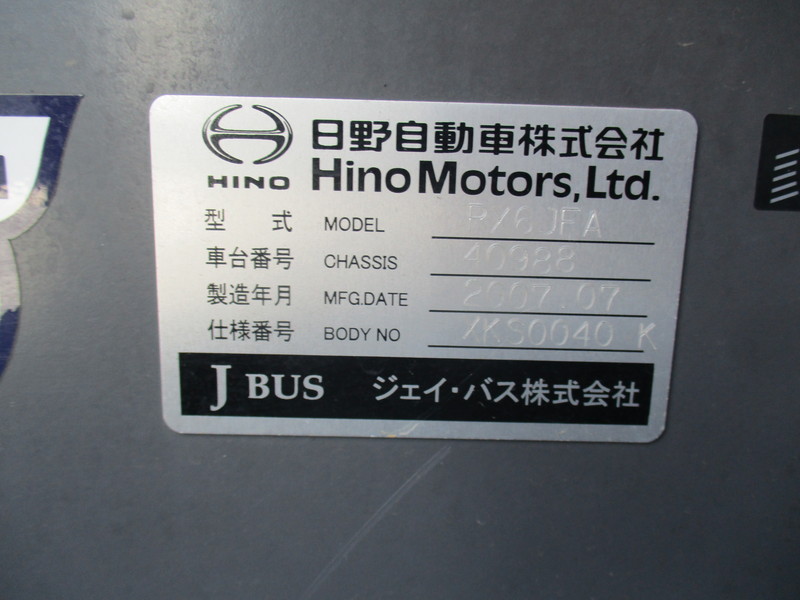 日野自動車株式会社
HINO Hino Motors, Ltd.
型 式 MODEL
車台番号 CHASSIS 40988
製造年月 MFG.DATE 2007.07
仕様番号 BODY NO XKS0040 K
J BUS ジェイ・バス株式会社